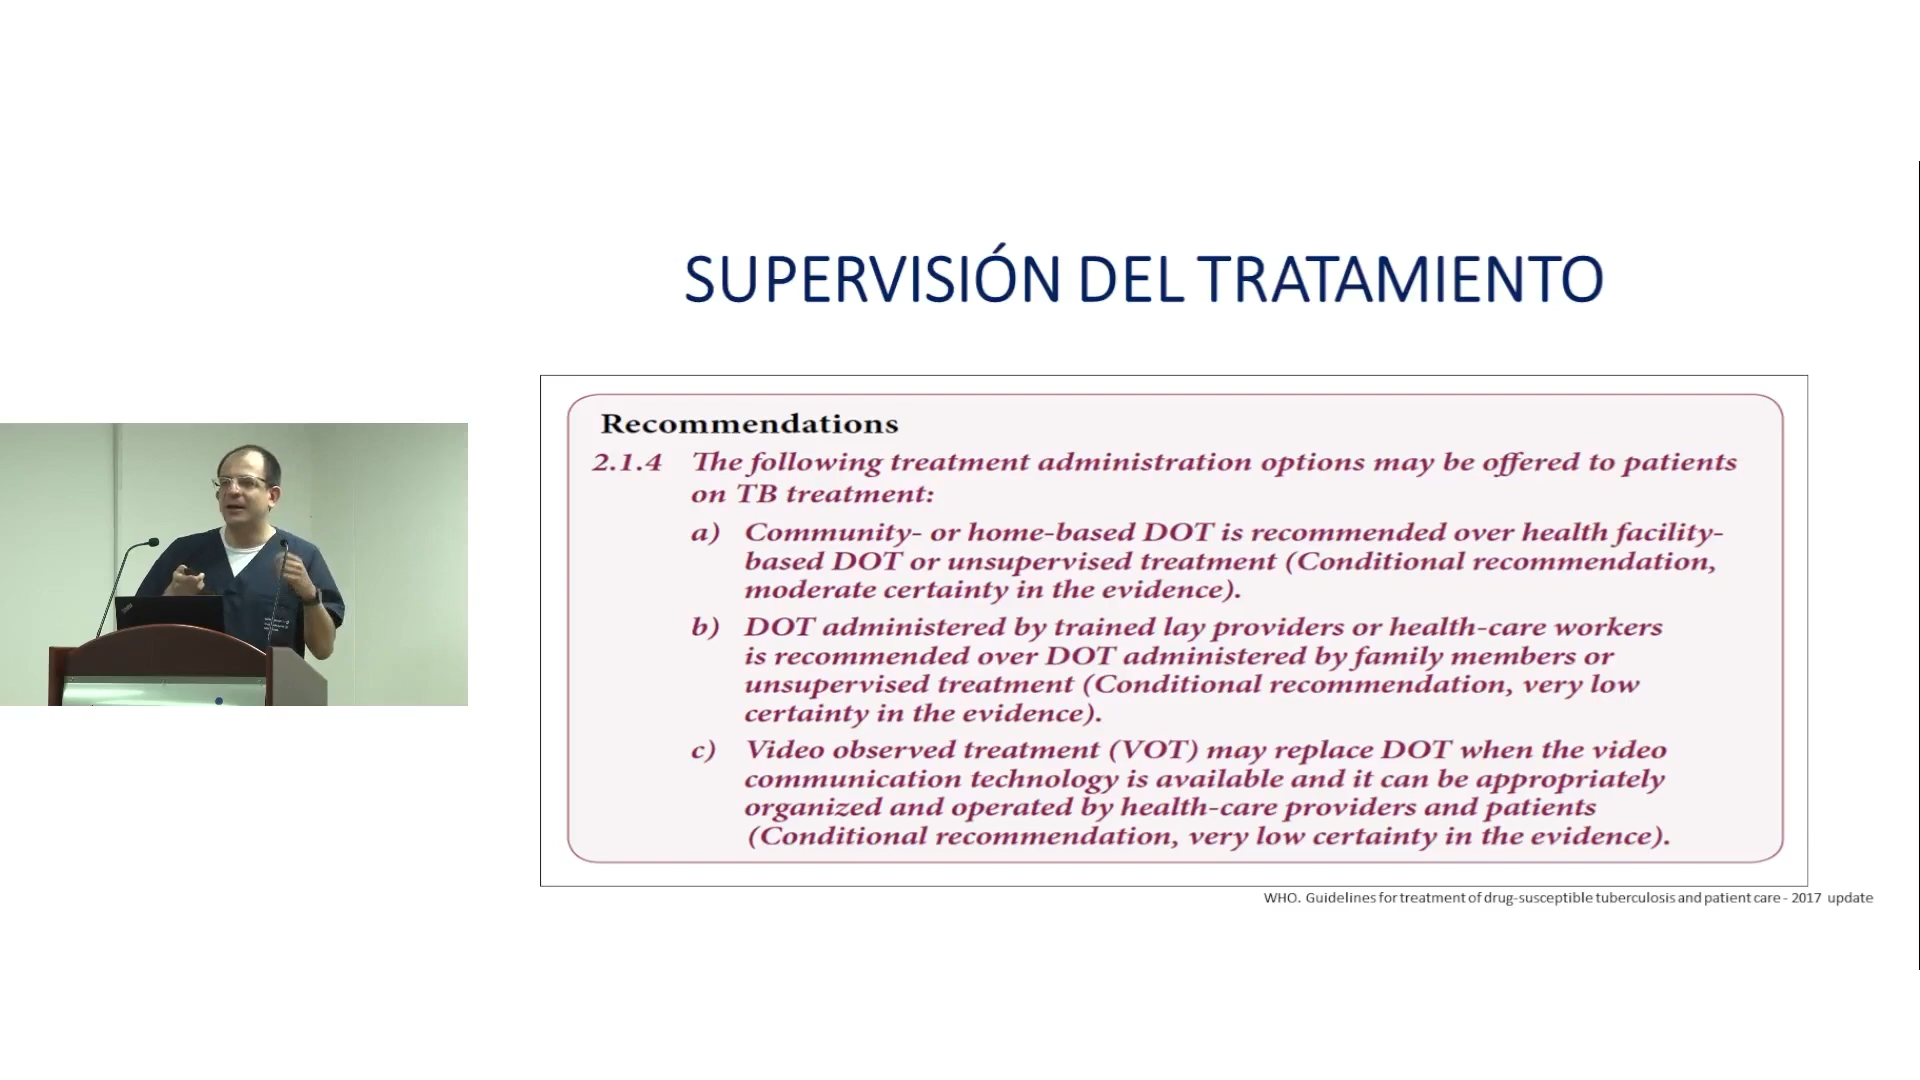 SUPERVISIÓN DEL TRATAMIENTO
Recommendations
2.1.4 The following treatment administration options may be offered to patients
on TB treatment:
a) Community- or home-based DOT is recommended over health facility-
based DOT or unsupervised treatment (Conditional recommendation,
moderate certainty in the evidence).
b) DOT administered by trained lay providers or health-care workers
is recommended over DOT administered by family members or
unsupervised treatment (Conditional recommendation, very low
certainty in the evidence).
c) Video observed treatment (VOT) may replace DOT when the video
communication technology is available and it can be appropriately
organized and operated by health-care providers and patients
(Conditional recommendation, very low certainty in the evidence).
WHO. Guidelines for treatment of drug-susceptible tuberculosis and patient care - 2017 update